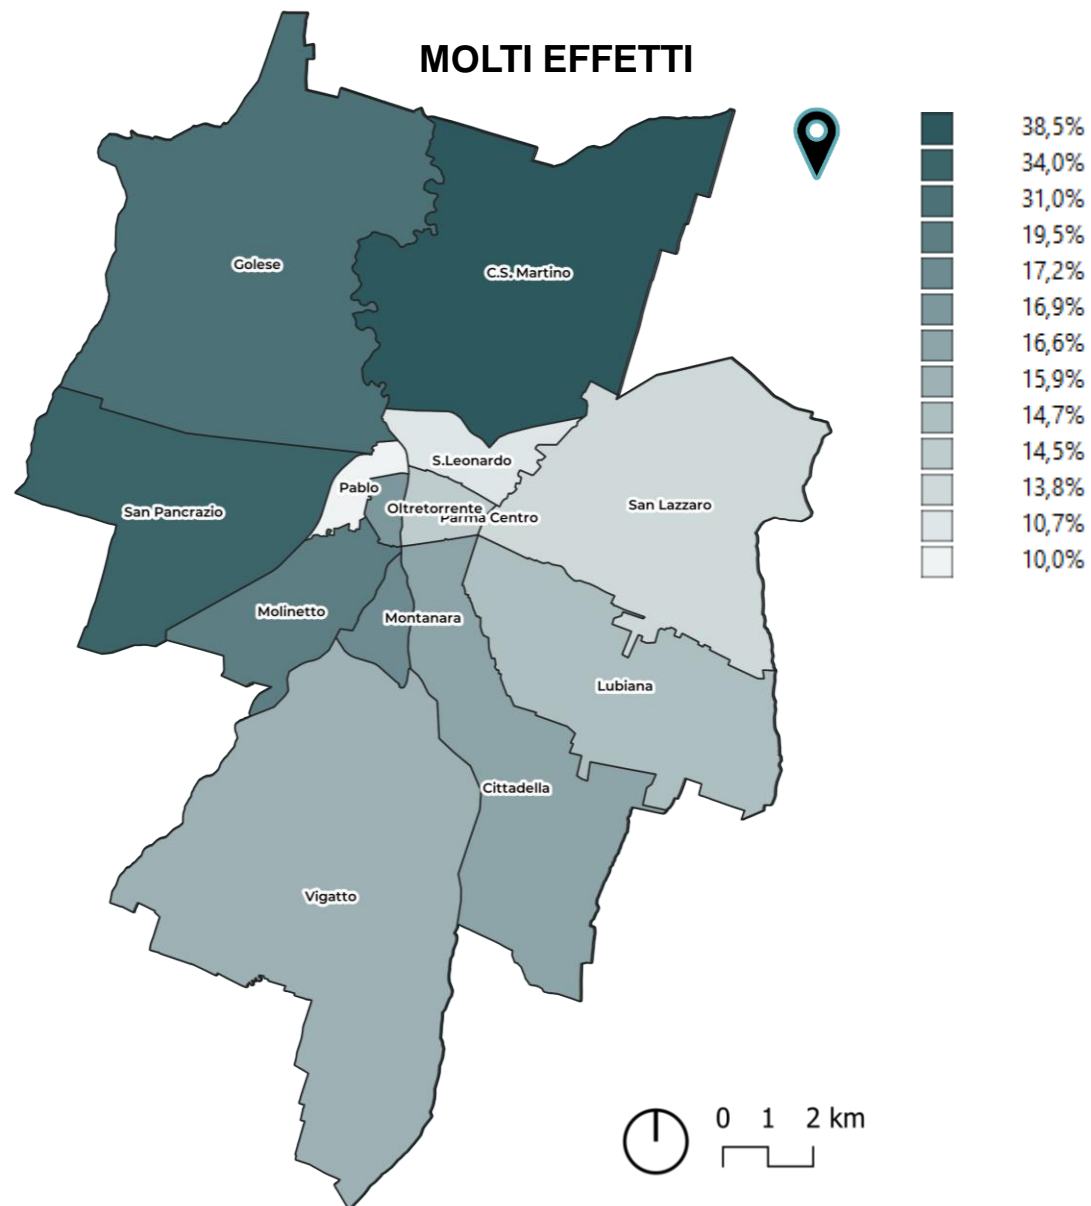 MOLTI EFFETTI
38,5%
34,0%
31,0%
19,5%
17,2%
16,9%
16,6%
15,9%
14,7%
14,5%
13,8%
10,7%
10,0%
Golese
C.S. Martino
S.Leonardo
Pablo
San Pancrazio
Oltretorrente
Parma Centro
San Lazzaro
Molinetto
Montanara
Lubiana
Cittadella
Vigatto
0 1 2 km